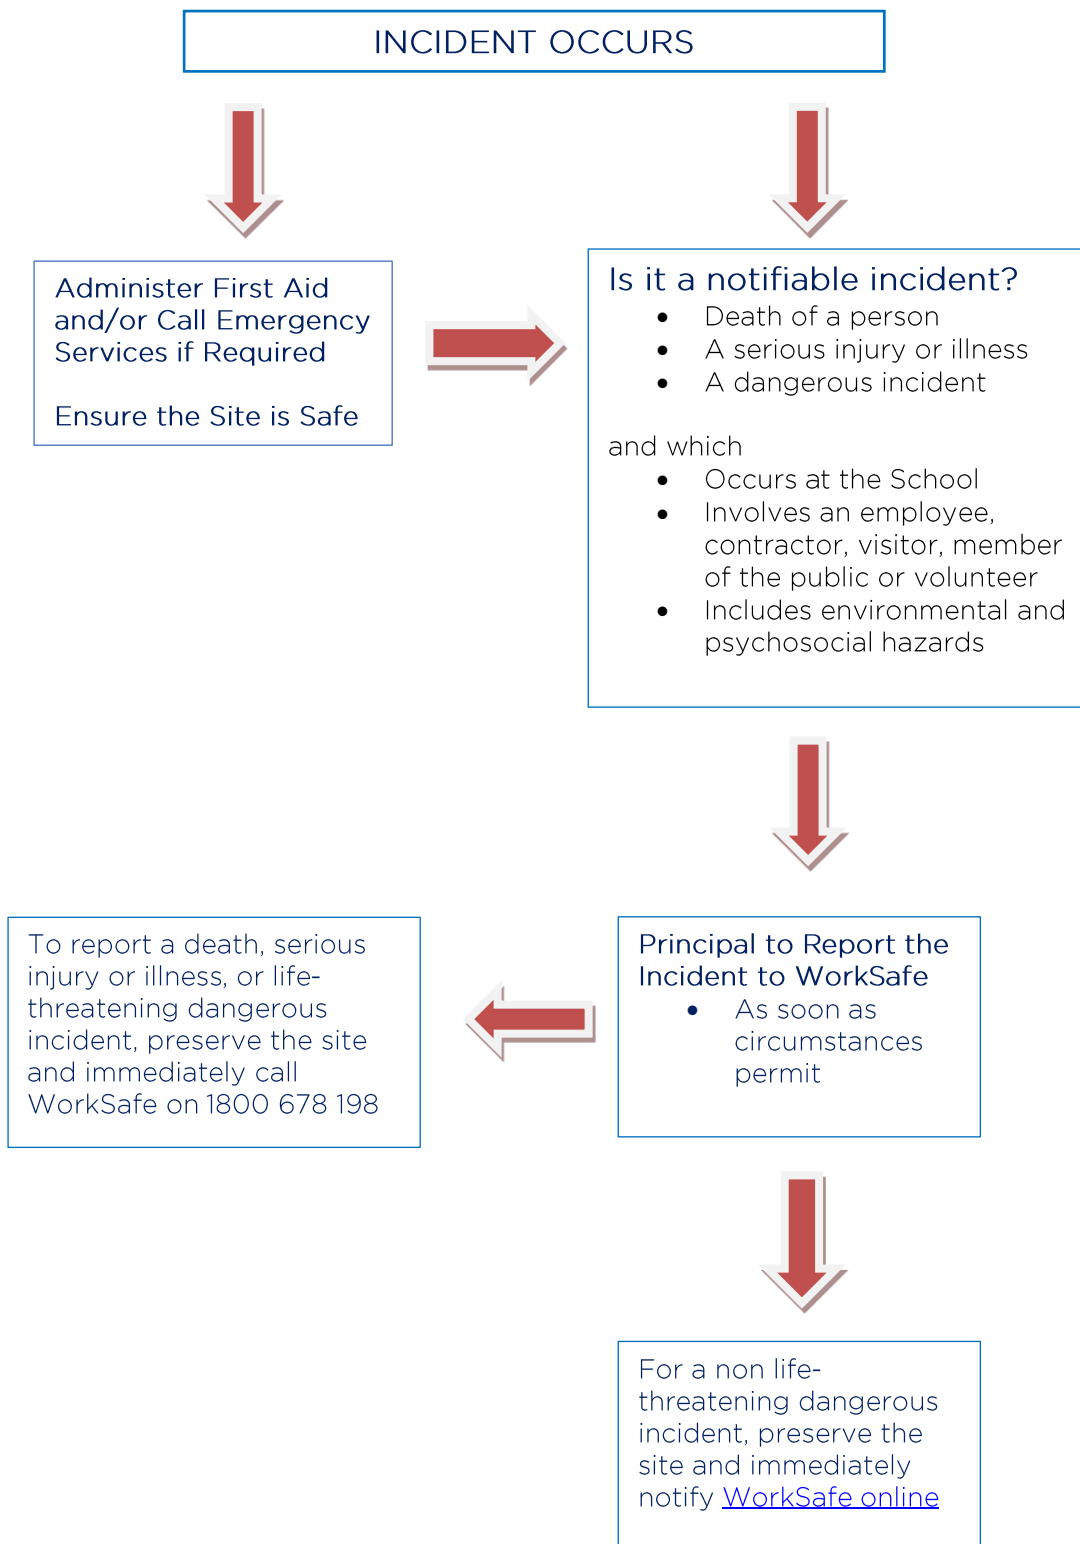 INCIDENT OCCURS
Administer First Aid
and/or Call Emergency
Services if Required
Ensure the Site is Safe
Is it a notifiable incident?
• Death of a person
• A serious injury or illness
• A dangerous incident
and which
• Occurs at the School
• Involves an employee,
contractor, visitor, member
of the public or volunteer
• Includes environmental and
psychosocial hazards
To report a death, serious
injury or illness, or life-
threatening dangerous
incident, preserve the site
and immediately call
WorkSafe on 1800 678 198
Principal to Report the
Incident to WorkSafe
• As soon as
circumstances
permit
For a non life-
threatening dangerous
incident, preserve the
site and immediately
notify WorkSafe online